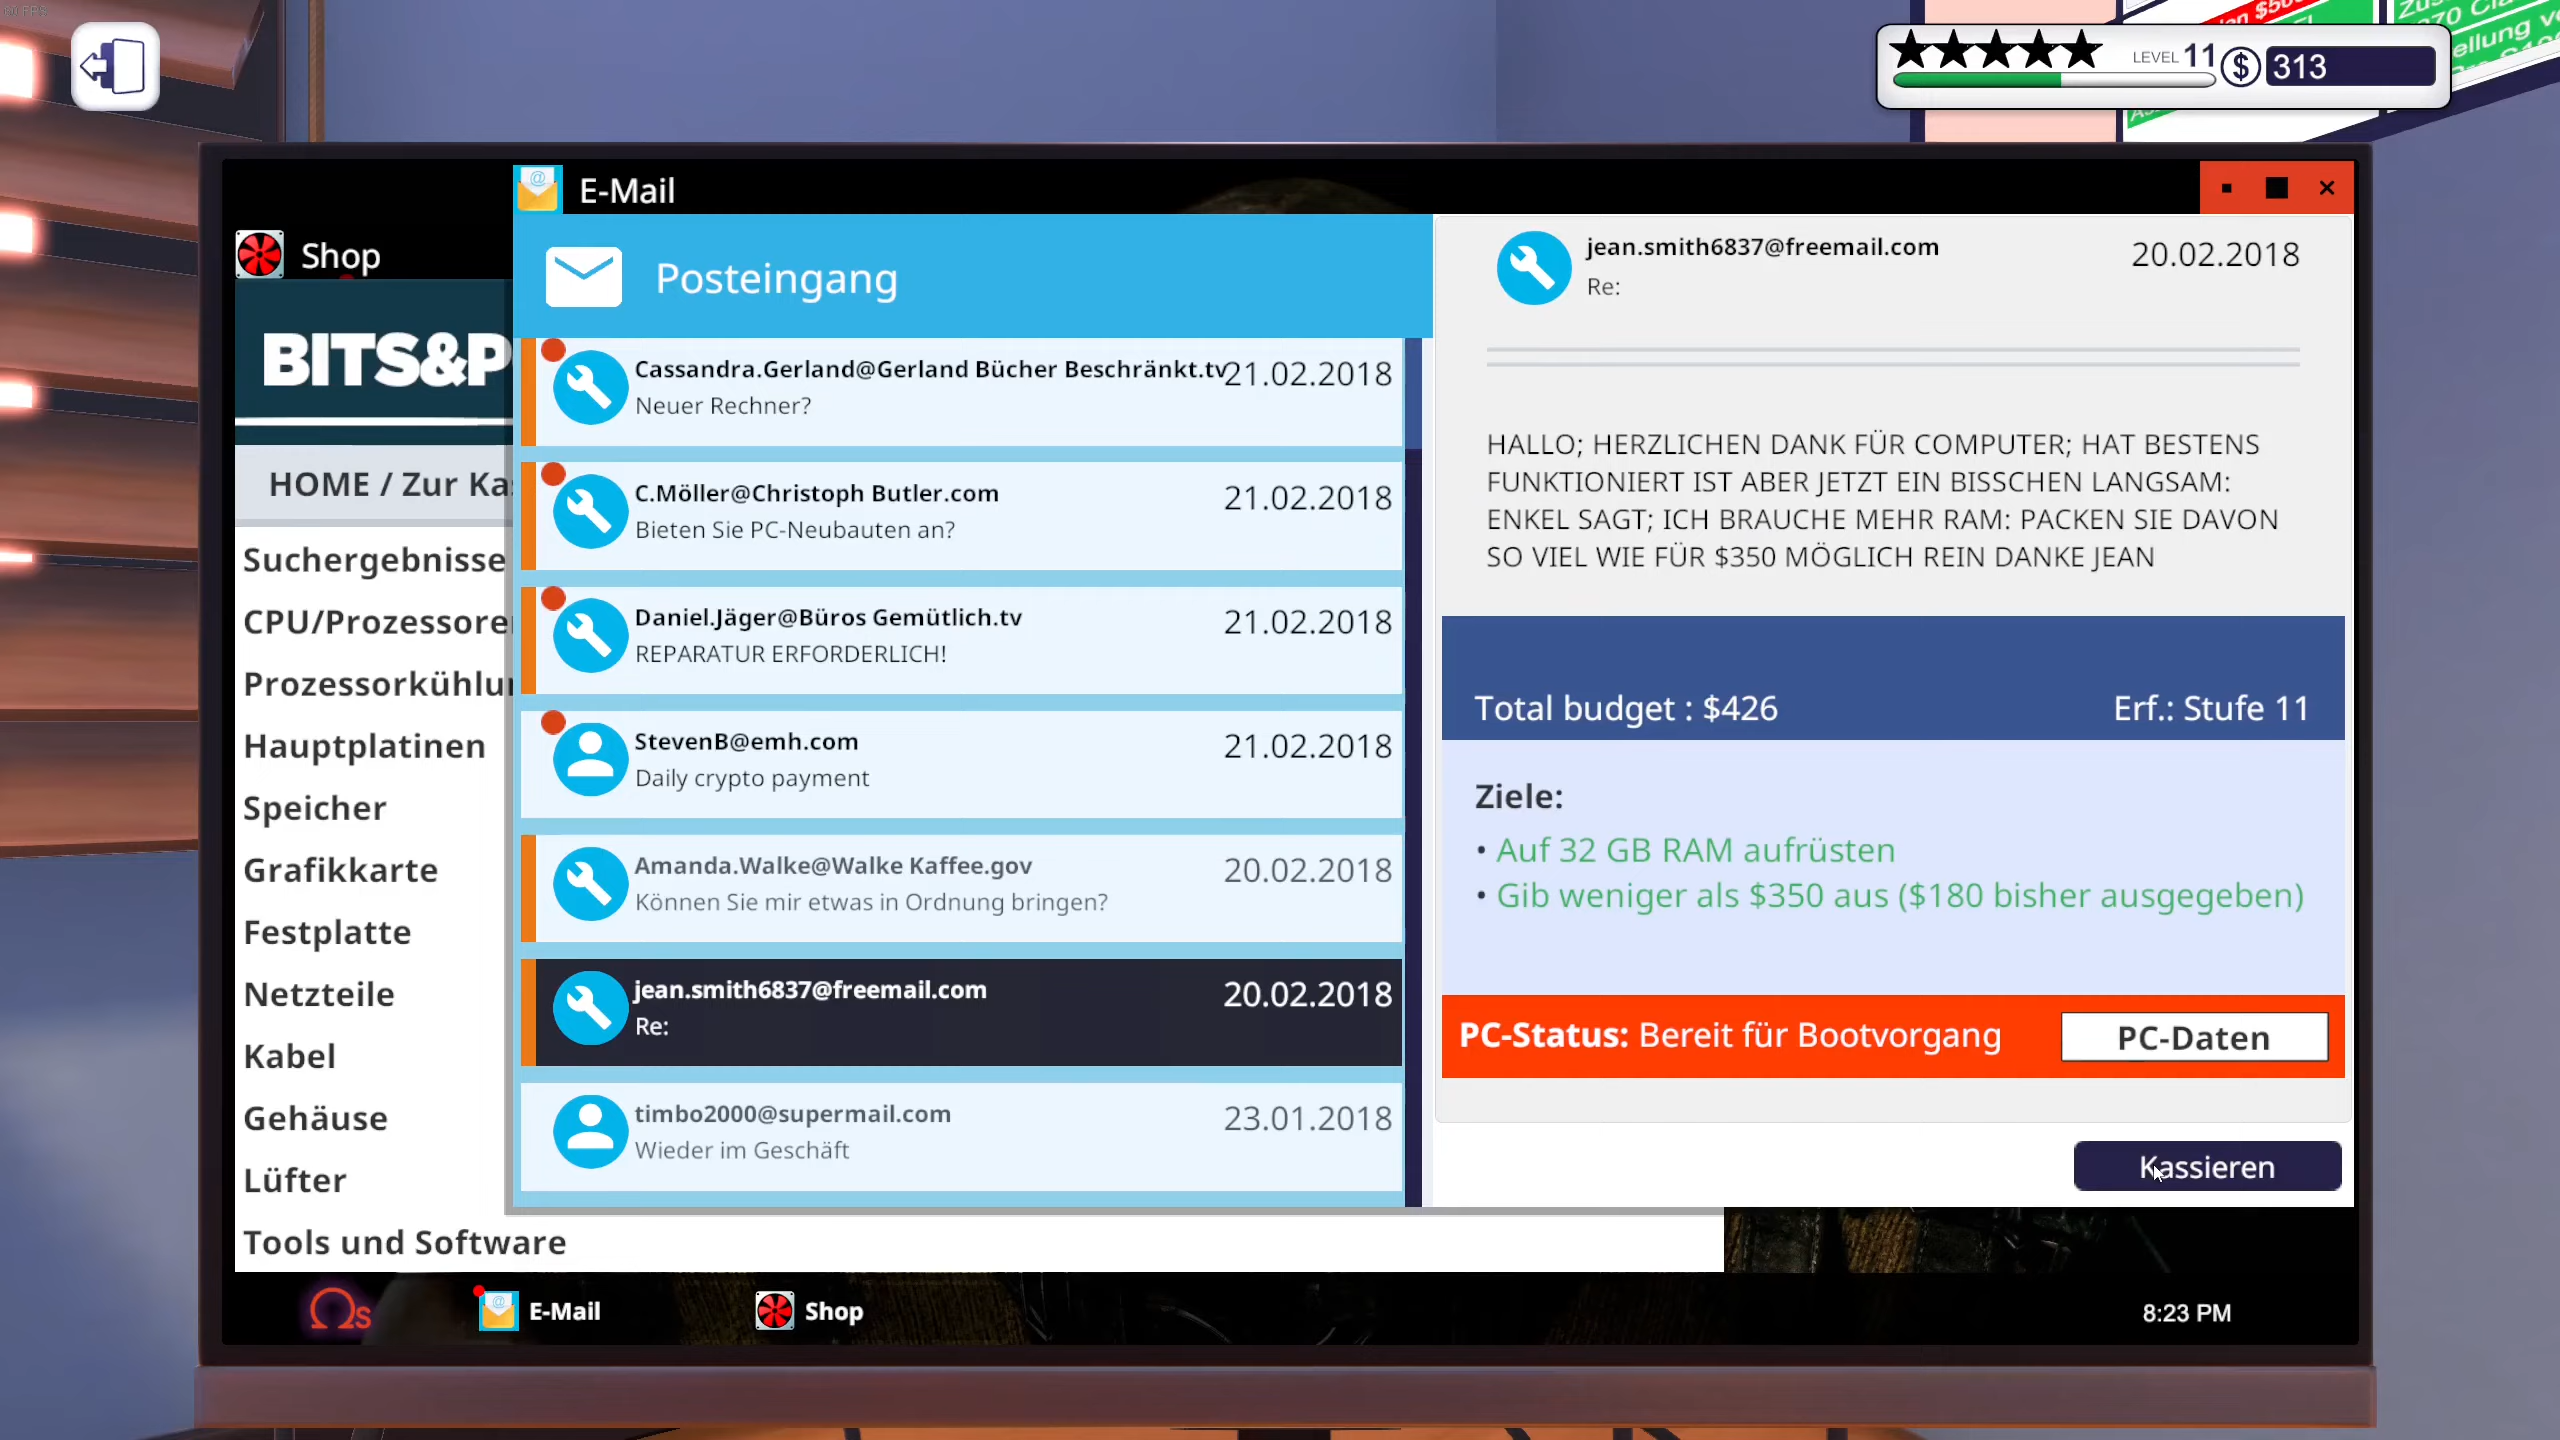 60 FPS
LEVEL 11
$ 313
E-Mail
Shop
BITS&P
HOME / Zur Ka
Suchergebnisse
CPU/Prozessore
Prozessorkühlu
Hauptplatinen
Speicher
Grafikkarte
Festplatte
Netzteile
Kabel
Gehäuse
Lüfter
Tools und Software
Posteingang
Cassandra.Gerland@Gerland Bücher Beschränkt.tv
21.02.2018
Neuer Rechner?
C.Möller@Christoph Butler.com
21.02.2018
Bieten Sie PC-Neubauten an?
Daniel.Jäger@Büros Gemütlich.tv
21.02.2018
REPARATUR ERFORDERLICH!
StevenB@emh.com
21.02.2018
Daily crypto payment
Amanda.Walke@Walke Kaffee.gov
20.02.2018
Können Sie mir etwas in Ordnung bringen?
jean.smith6837@freemail.com
20.02.2018
Re:
timbo2000@supermail.com
23.01.2018
Wieder im Geschäft
jean.smith6837@freemail.com
20.02.2018
Re:
HALLO; HERZLICHEN DANK FÜR COMPUTER; HAT BESTENS
FUNKTIONIERT IST ABER JETZT EIN BISSCHEN LANGSAM:
ENKEL SAGT; ICH BRAUCHE MEHR RAM: PACKEN SIE DAVON
SO VIEL WIE FÜR $350 MÖGLICH REIN DANKE JEAN
Total budget : $426
Erf.: Stufe 11
Ziele:
• Auf 32 GB RAM aufrüsten
• Gib weniger als $350 aus ($180 bisher ausgegeben)
PC-Status: Bereit für Bootvorgang
PC-Daten
Kassieren
Ωs
E-Mail
Shop
8:23 PM